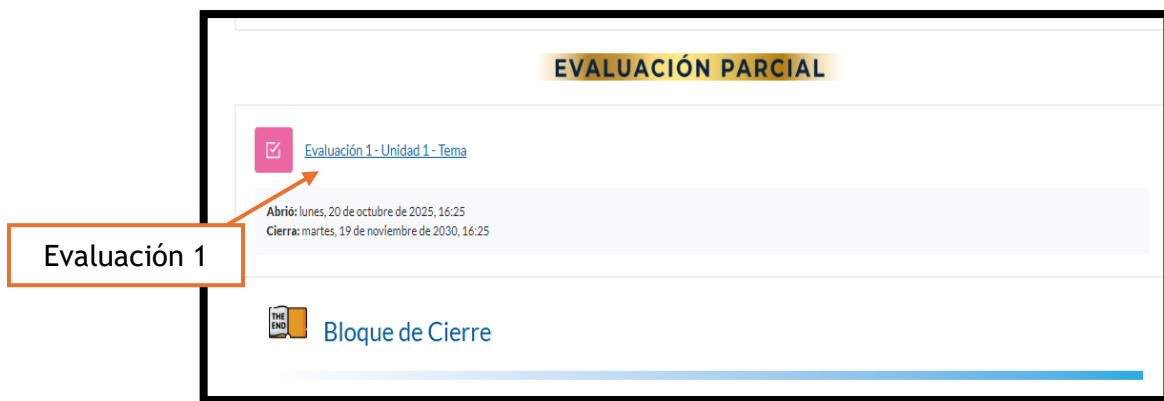 EVALUACIÓN PARCIAL
Evaluación 1 - Unidad 1 - Tema
Abrió: lunes, 20 de octubre de 2025, 16:25
Cierra: martes, 19 de noviembre de 2030, 16:25
Evaluación 1
THE
END
Bloque de Cierre